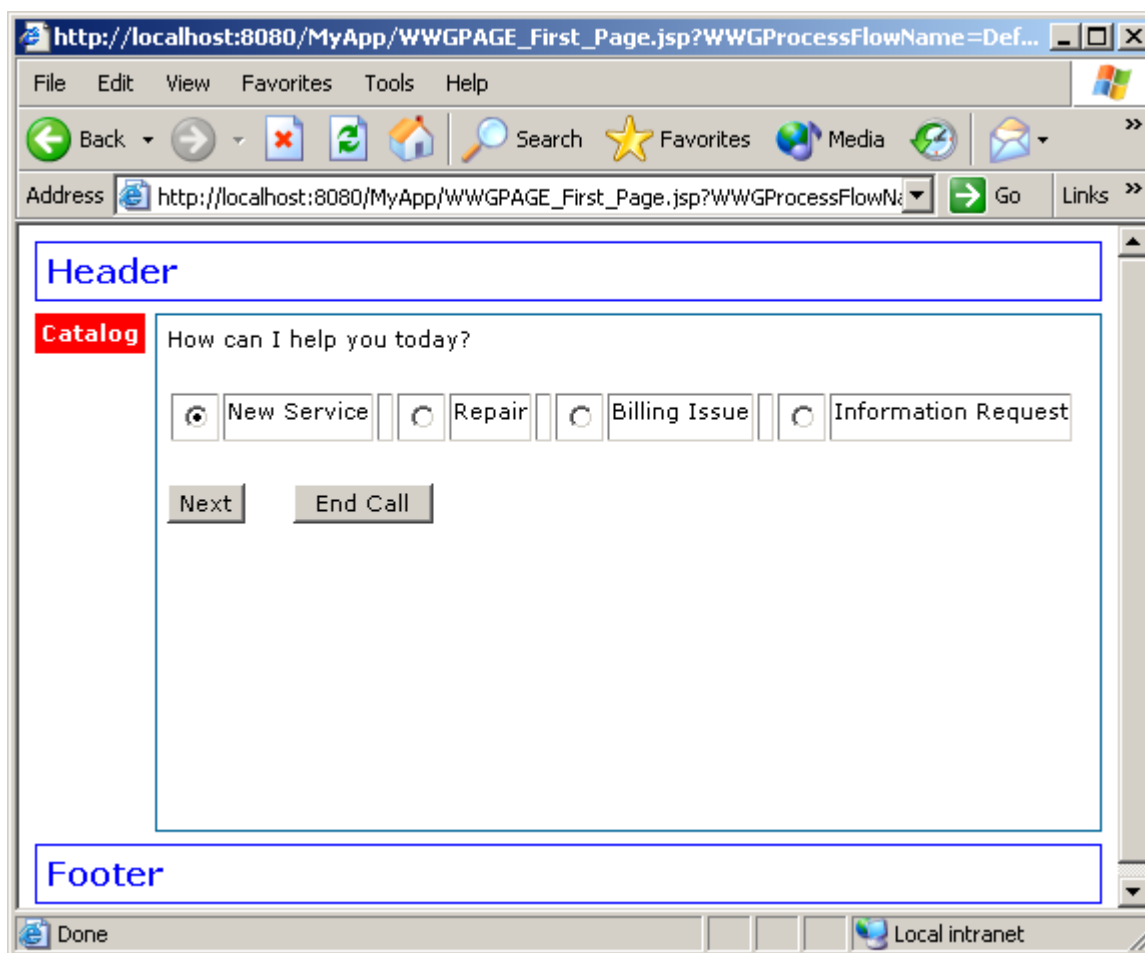 http://localhost:8080/MyApp/WWGPAGE_First_Page.jsp?WWGProcessFlowName=Def...
File Edit View Favorites Tools Help
Back Search Favorites Media »
Address http://localhost:8080/MyApp/WWGPAGE_First_Page.jsp?WWGProcessFlowNa Go Links »
Header
Catalog
How can I help you today?
New Service Repair Billing Issue Information Request
Next End Call
Footer
Done Local intranet